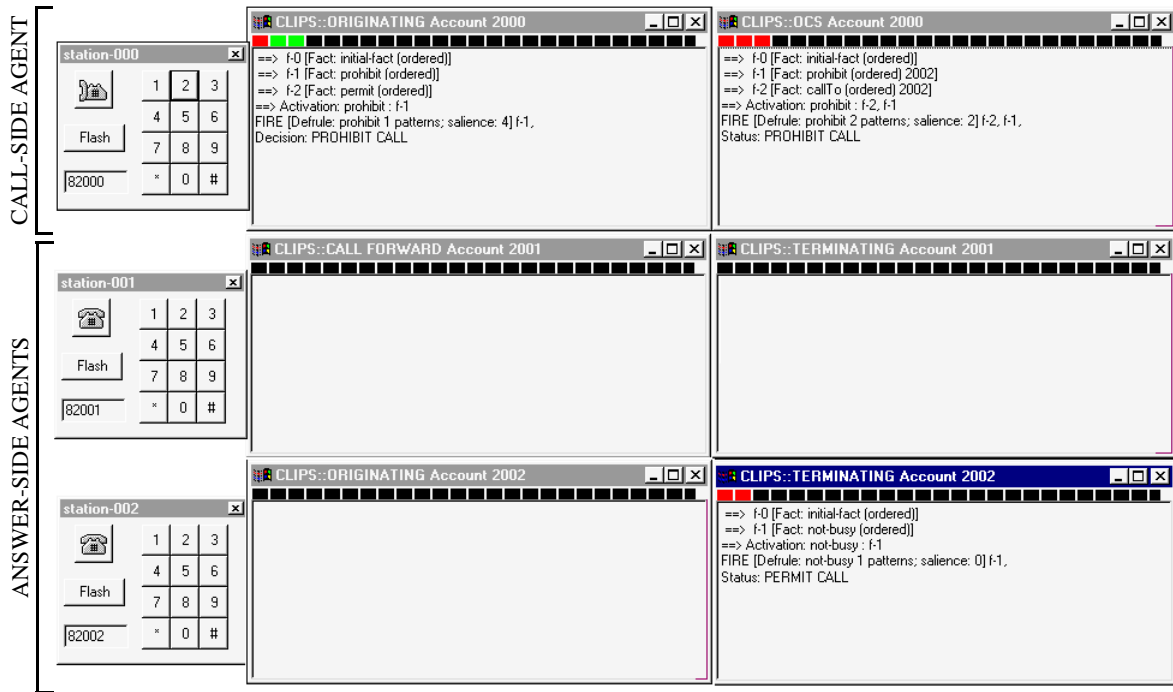 CALL-SIDE AGENT
station-000
1 2 3
4 5 6
Flash
7 8 9
82000
* 0 #
CLIPS::ORIGINATING Account 2000
==> f-0 [Fact: initial-fact (ordered)]
==> f-1 [Fact: prohibit (ordered)]
==> f-2 [Fact: permit (ordered)]
==> Activation: prohibit : f-1
FIRE [Defrule: prohibit 1 patterns; salience: 4] f-1,
Decision: PROHIBIT CALL
CLIPS::OCS Account 2000
==> f-0 [Fact: initial-fact (ordered)]
==> f-1 [Fact: prohibit (ordered) 2002]
==> f-2 [Fact: callTo (ordered) 2002]
==> Activation: prohibit : f-2, f-1
FIRE [Defrule: prohibit 2 patterns; salience: 2] f-2, f-1,
Status: PROHIBIT CALL
ANSWER-SIDE AGENTS
station-001
1 2 3
4 5 6
Flash
7 8 9
82001
* 0 #
CLIPS::CALL FORWARD Account 2001
CLIPS::TERMINATING Account 2001
station-002
1 2 3
4 5 6
Flash
7 8 9
82002
* 0 #
CLIPS::ORIGINATING Account 2002
CLIPS::TERMINATING Account 2002
==> f-0 [Fact: initial-fact (ordered)]
==> f-1 [Fact: not-busy (ordered)]
==> Activation: not-busy : f-1
FIRE [Defrule: not-busy 1 patterns; salience: 0] f-1,
Status: PERMIT CALL